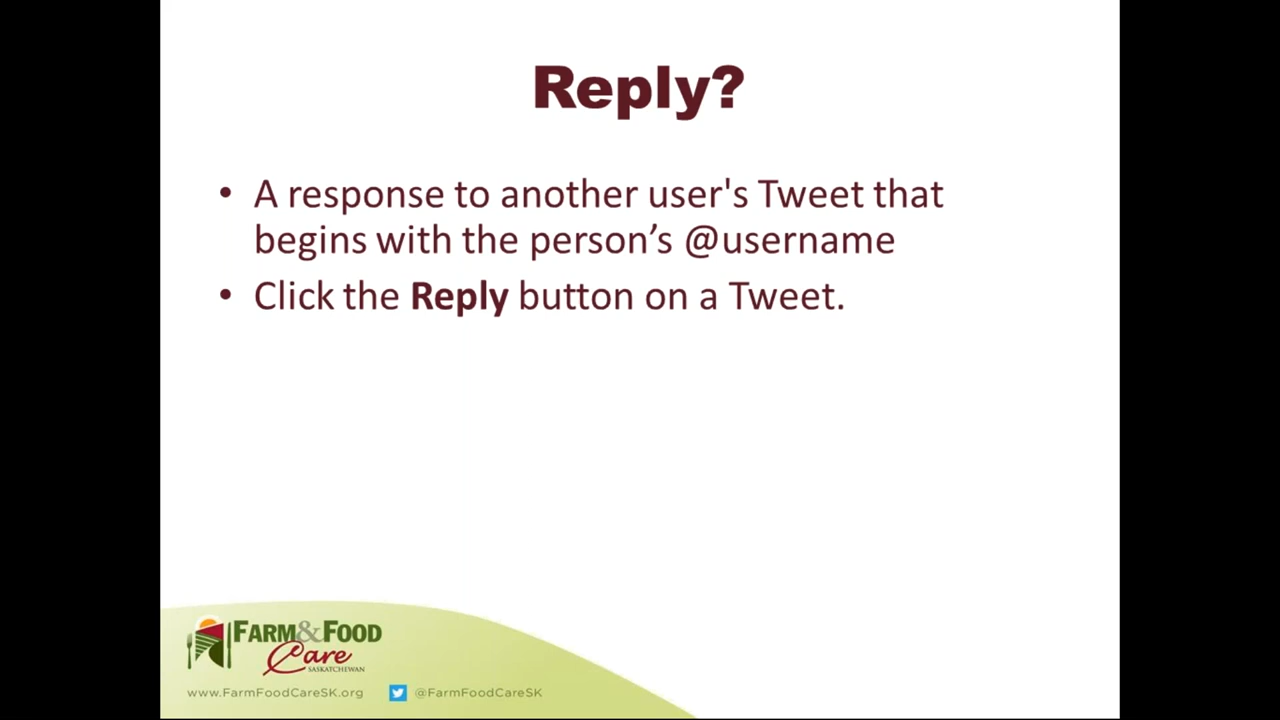 Reply?
• A response to another user's Tweet that
begins with the person’s @username
• Click the Reply button on a Tweet.
FARM & FOOD
Care
SASKATCHEWAN
www.FarmFoodCareSK.org @FarmFoodCareSK